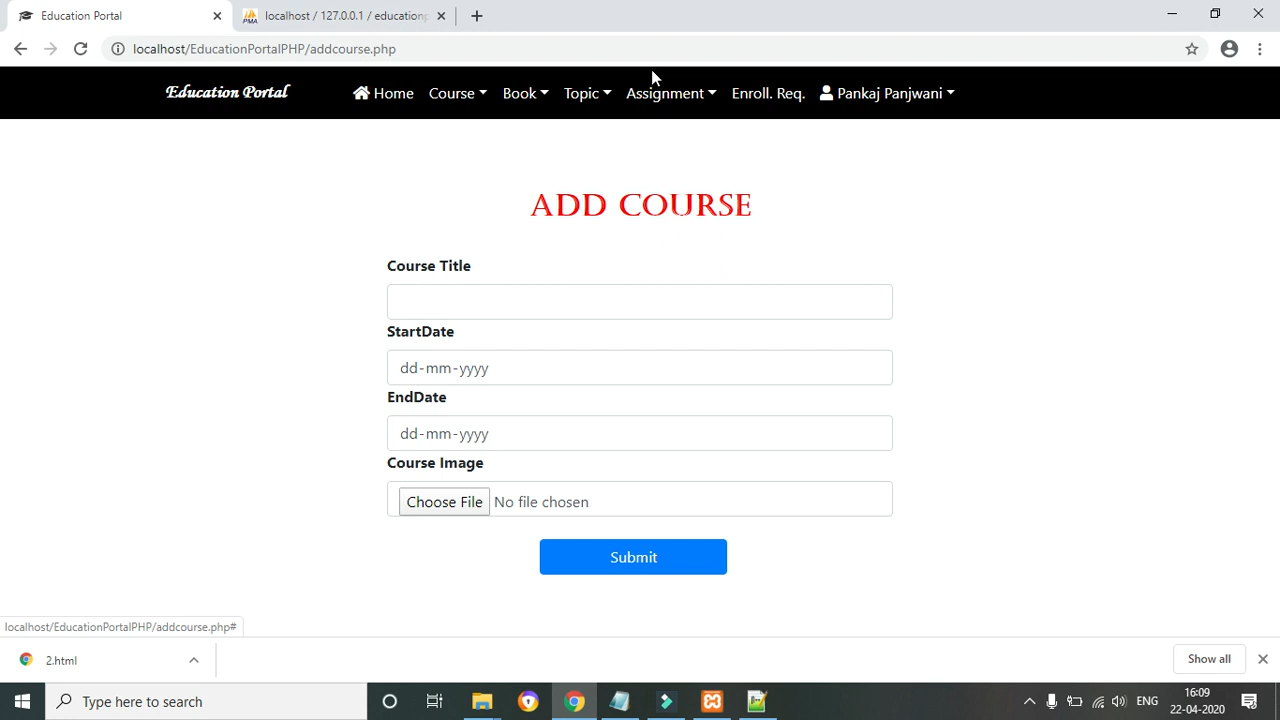 Education Portal
PMA localhost / 127.0.0.1 / educationp
localhost/EducationPortalPHP/addcourse.php
Education Portal Home Course Book Topic Assignment Enroll. Req. Pankaj Panjwani
ADD COURSE
Course Title
StartDate
dd-mm-yyyy
EndDate
dd-mm-yyyy
Course Image
Choose File No file chosen
Submit
localhost/EducationPortalPHP/addcourse.php#
2.html
Show all
Type here to search
ENG
16:09
22-04-2020